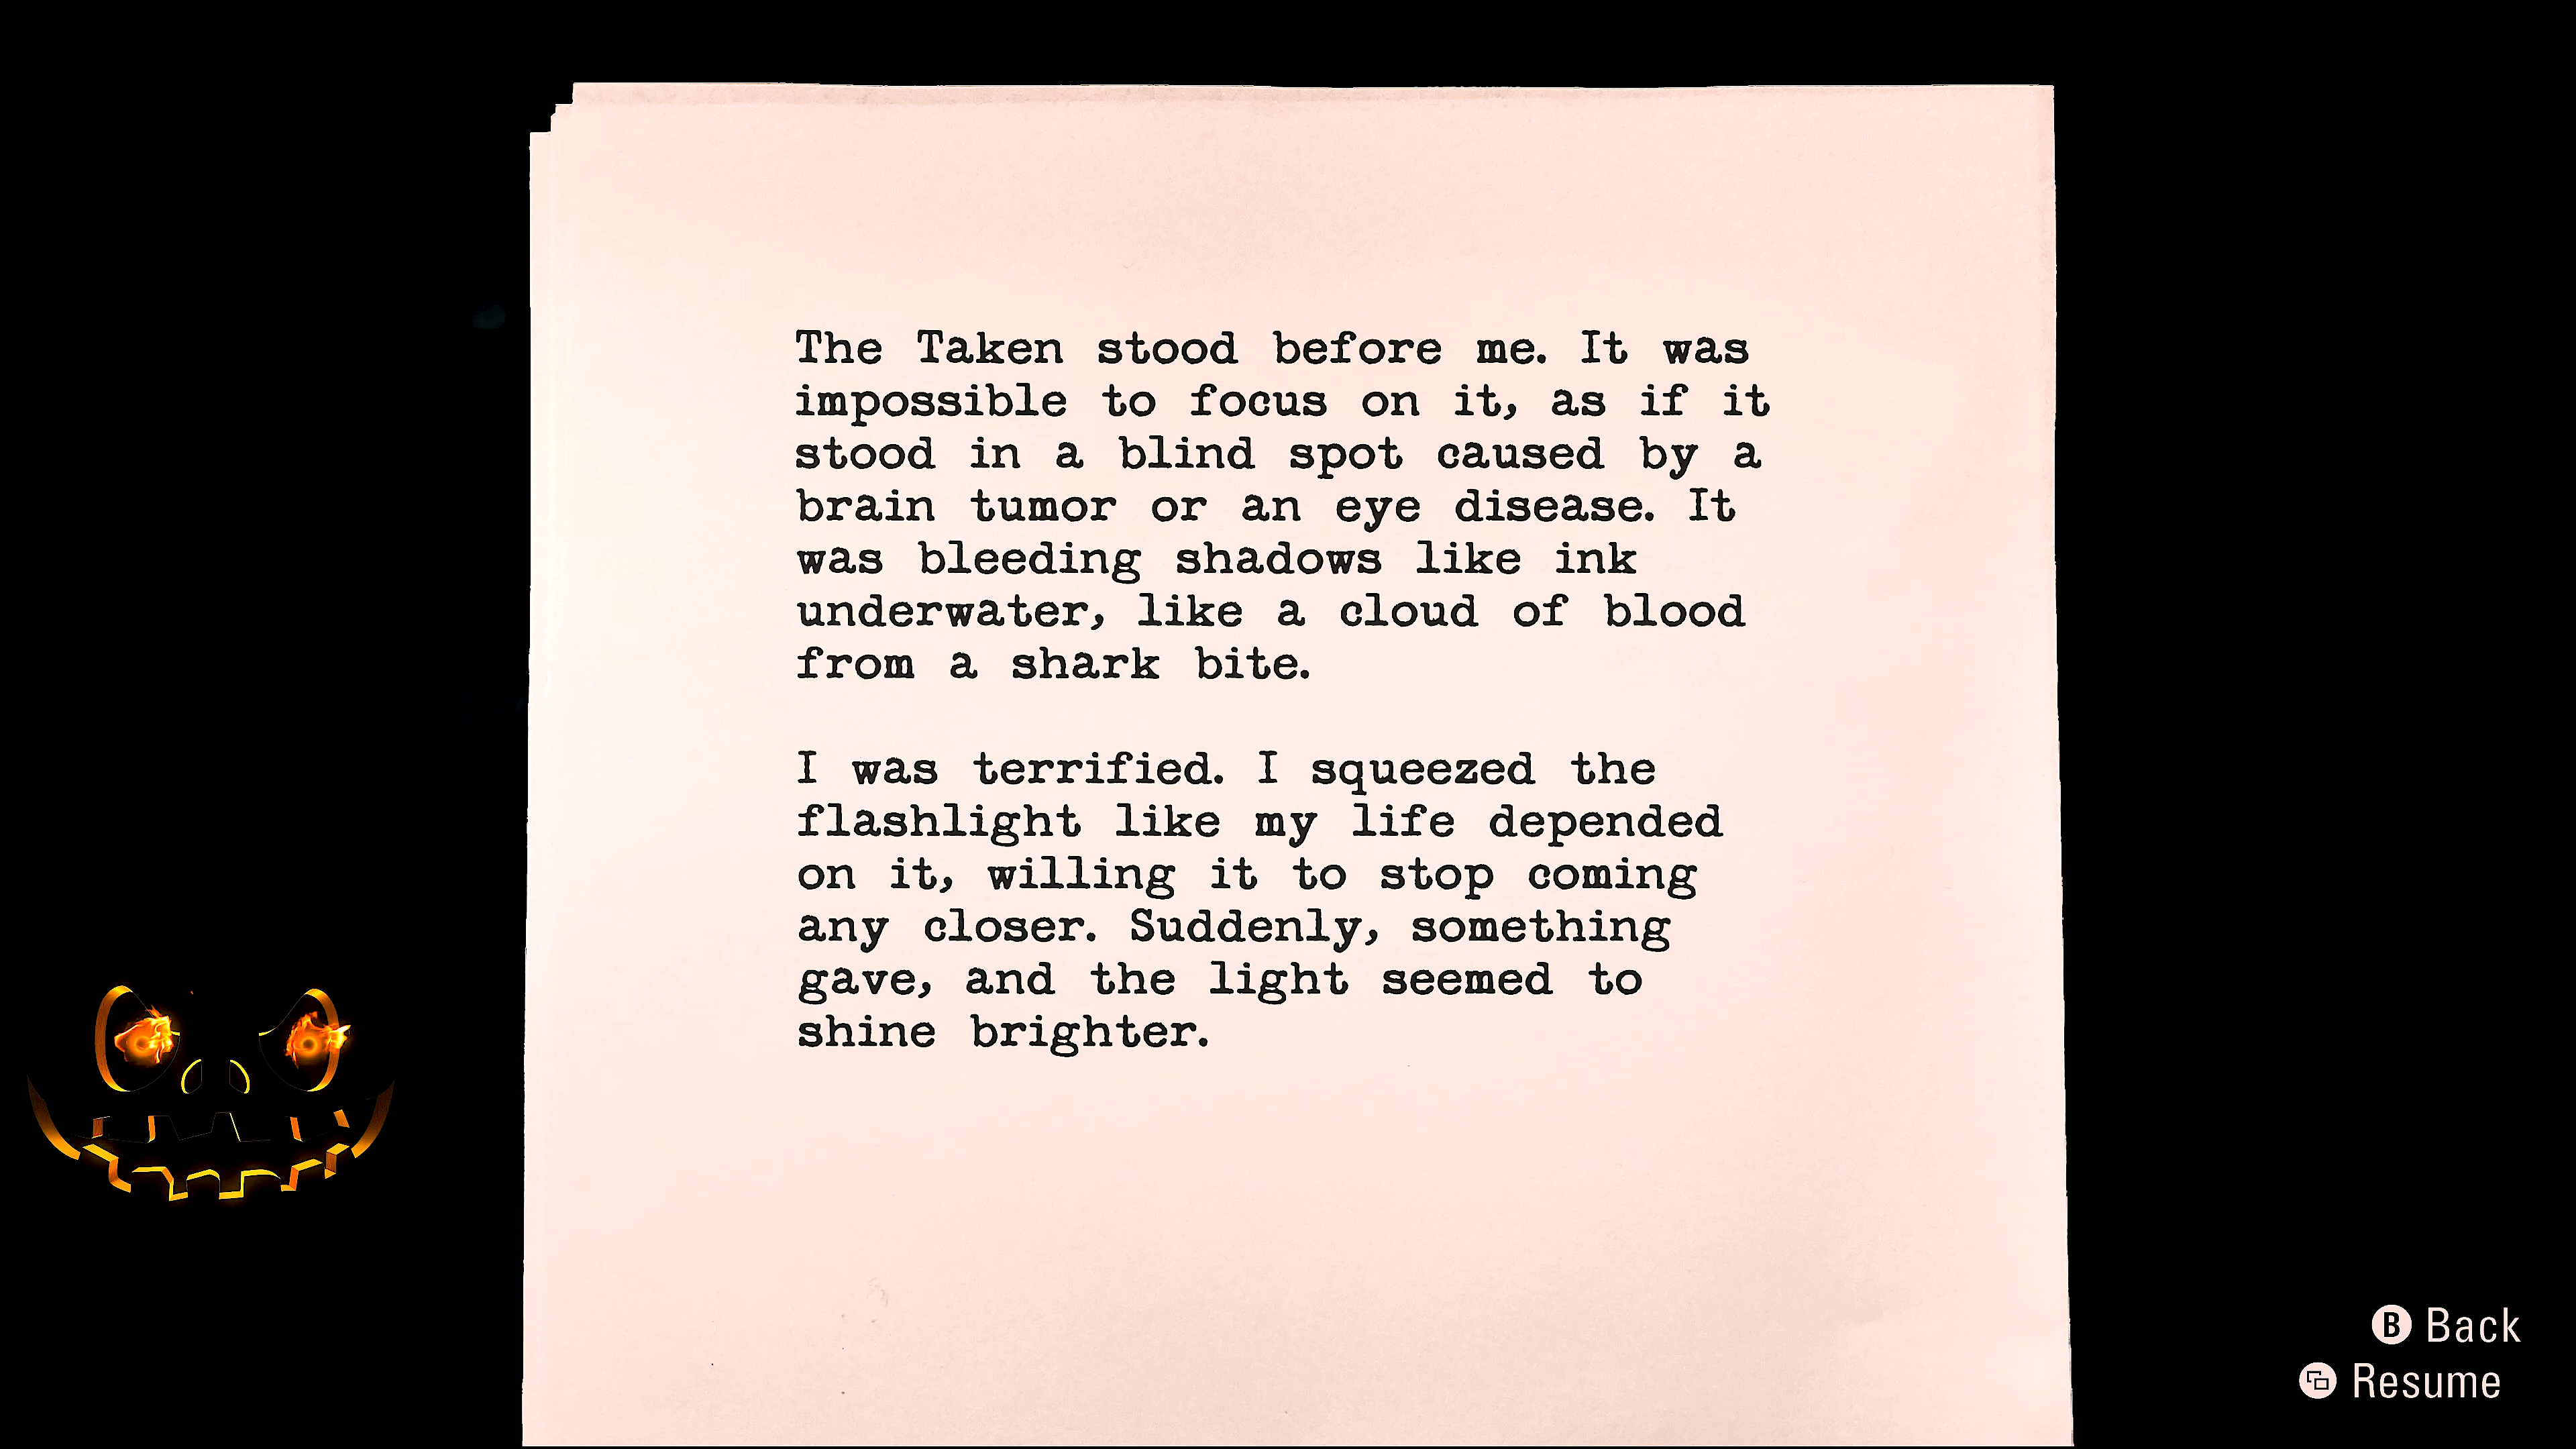 The Taken stood before me. It was
impossible to focus on it, as if it
stood in a blind spot caused by a
brain tumor or an eye disease. It
was bleeding shadows like ink
underwater, like a cloud of blood
from a shark bite.
I was terrified. I squeezed the
flashlight like my life depended
on it, willing it to stop coming
any closer. Suddenly, something
gave, and the light seemed to
shine brighter.
B Back
Resume